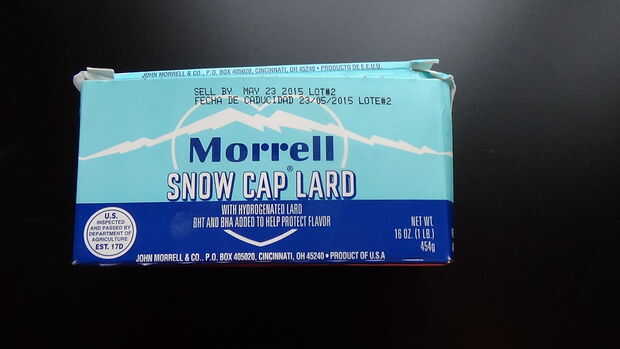 JOHN MORRELL & CO., P.O. BOX 405020, CINCINNATI, OH 45240 • PRODUCTO DE E.E.U.U.
SELL BY MAY 23 2015 LOT#2
FECHA DE CADUCIDAD 23/05/2015 LOTE#2
Morrell®
SNOW CAP LARD
WITH HYDROGENATED LARD
BHT AND BHA ADDED TO HELP PROTECT FLAVOR
U.S.
INSPECTED
AND PASSED BY
DEPARTMENT OF
AGRICULTURE
EST. 17D
NET WT.
16 OZ. (1 LB.)
454g
JOHN MORRELL & CO., P.O. BOX 405020, CINCINNATI, OH 45240 • PRODUCT OF U.S.A